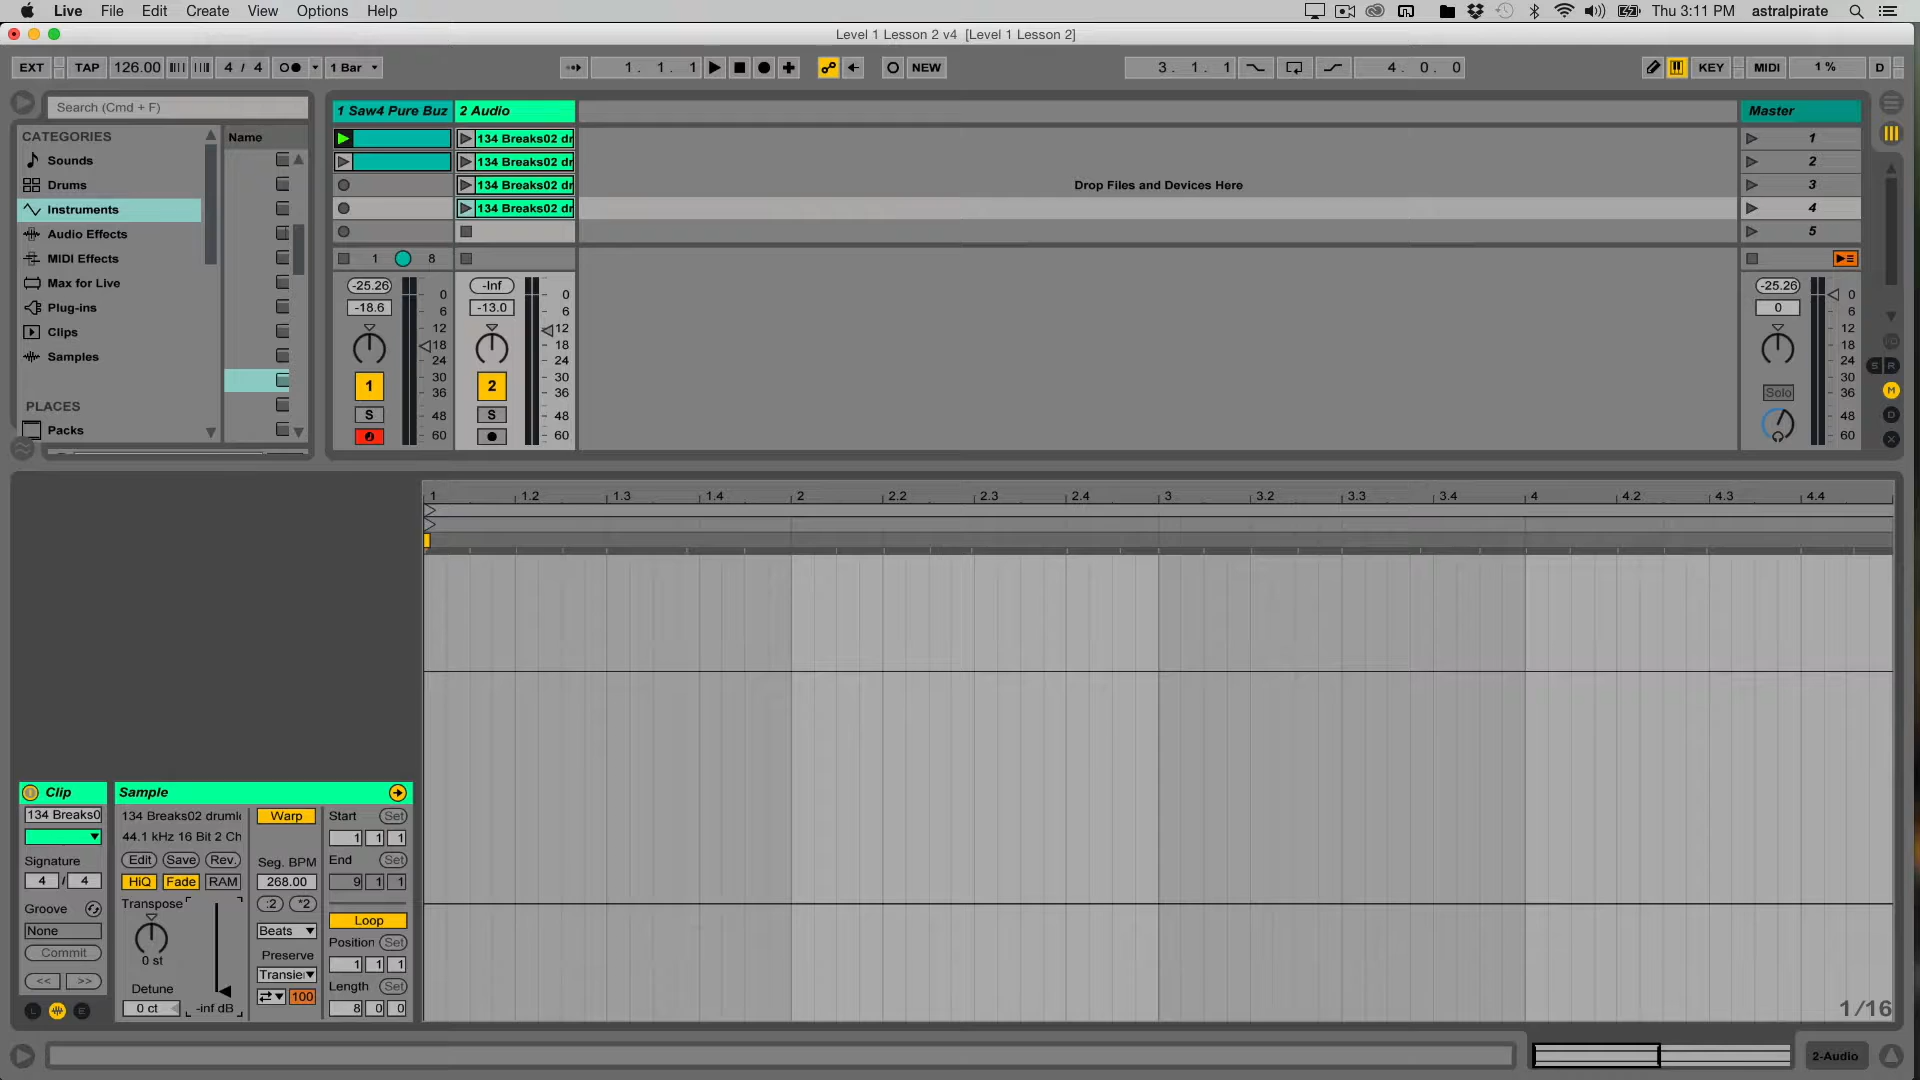 Live File Edit Create View Options Help Thu 3:11 PM astralpirate
Level 1 Lesson 2 v4 [Level 1 Lesson 2]
EXT TAP 126.00 4 / 4 1 Bar 1. 1. 1 NEW 3. 1. 1 4. 0. 0 KEY MIDI 1 % D
Search (Cmd + F)
CATEGORIES
Sounds
Drums
Instruments
Audio Effects
MIDI Effects
Max for Live
Plug-ins
Clips
Samples
PLACES
Packs
Name
1 Saw4 Pure Buz 2 Audio Master
134 Breaks02 dr 1
134 Breaks02 dr 2
134 Breaks02 dr Drop Files and Devices Here 3
134 Breaks02 dr 4
5
1 8
-25.26 -Inf -25.26
-18.6 -13.0 0
0 6 12 18 24 30 36 48 60
0 6 12 18 24 30 36 48 60
0 6 12 18 24 30 36 48 60
1 2 Solo
S S
S R
M
D
X
1 1.2 1.3 1.4 2 2.2 2.3 2.4 3 3.2 3.3 3.4 4 4.2 4.3 4.4
Clip
134 Breaks0
Signature
4 / 4
Groove
None
Commit
<< >>
L E
Sample
134 Breaks02 druml
44.1 kHz 16 Bit 2 Ch
Edit Save Rev.
HiQ Fade RAM
Transpose
0 st
Detune
0 ct -inf dB
Warp
Seg. BPM
268.00
:2 *2
Beats
Preserve
Transie
100
Start Set
1 1 1
End Set
9 1 1
Loop
Position Set
1 1 1
Length Set
8 0 0
1/16
2-Audio